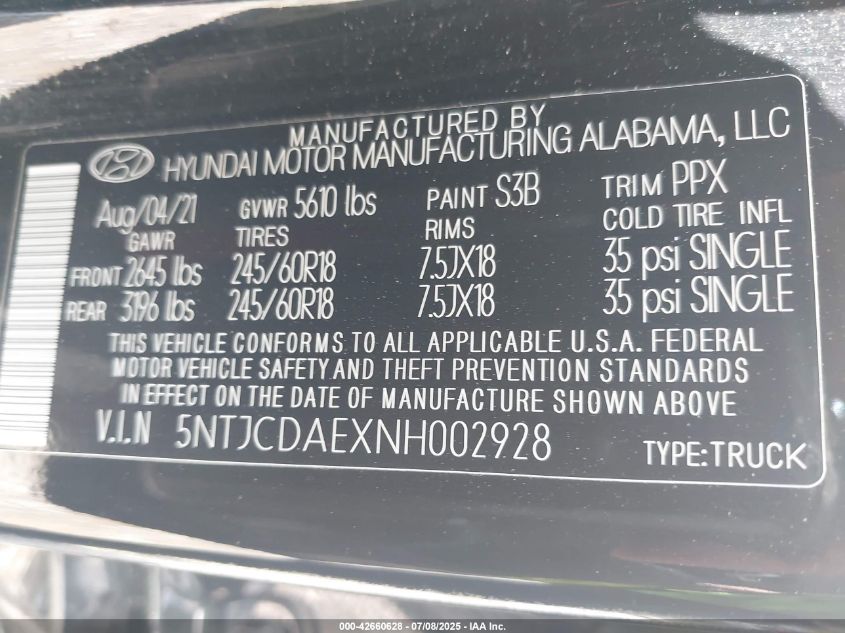 MANUFACTURED BY
HYUNDAI MOTOR MANUFACTURING ALABAMA, LLC
Aug/04/21 GVWR 5610 lbs PAINT S3B TRIM PPX
GAWR TIRES RIMS COLD TIRE INFL
FRONT 2645 lbs 245/60R18 7.5JX18 35 psi SINGLE
REAR 3196 lbs 245/60R18 7.5JX18 35 psi SINGLE
THIS VEHICLE CONFORMS TO ALL APPLICABLE U.S.A. FEDERAL
MOTOR VEHICLE SAFETY AND THEFT PREVENTION STANDARDS
IN EFFECT ON THE DATE OF MANUFACTURE SHOWN ABOVE
V.I.N 5NTJCDAEXNH002928 TYPE:TRUCK
000-42660628 - 07/08/2025 - IAA Inc.